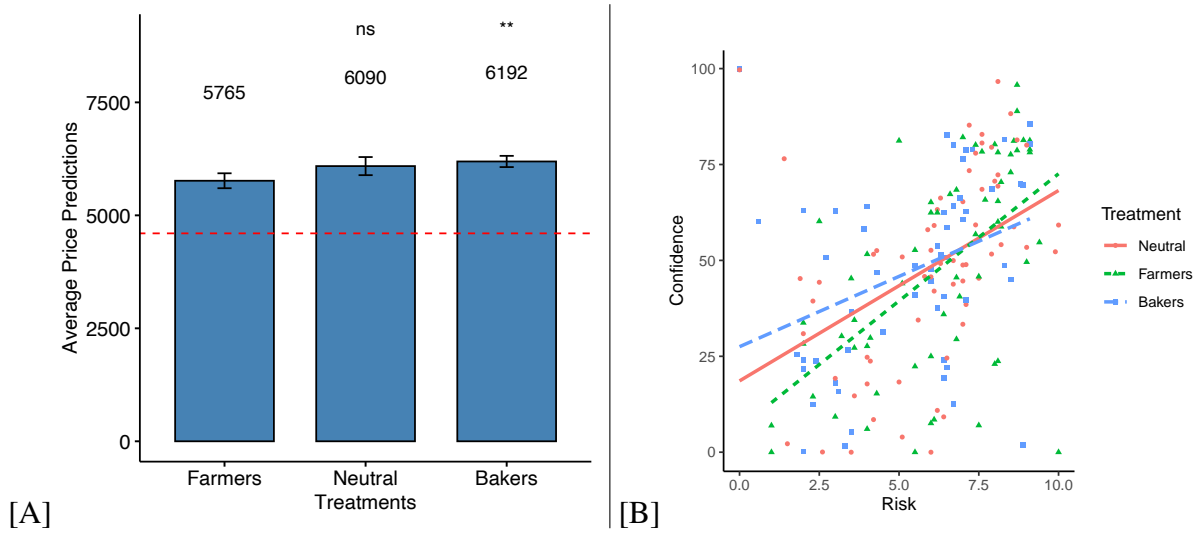 ns
**
5765
6090
6192
Average Price Predictions
7500
5000
2500
0
Farmers
Neutral
Bakers
Treatments
[A]
Confidence
100
75
50
25
0
0.0
2.5
5.0
7.5
10.0
Risk
Treatment
Neutral
Farmers
Bakers
[B]